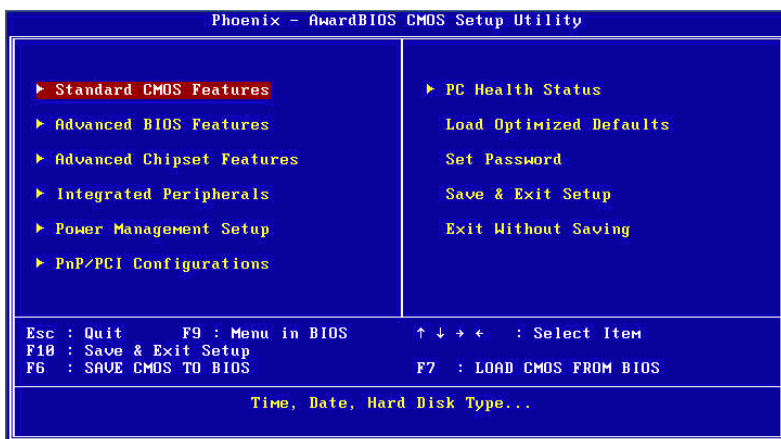 Phoenix - AwardBIOS CMOS Setup Utility
▶ Standard CMOS Features
▶ Advanced BIOS Features
▶ Advanced Chipset Features
▶ Integrated Peripherals
▶ Power Management Setup
▶ PnP/PCI Configurations
▶ PC Health Status
Load Optimized Defaults
Set Password
Save & Exit Setup
Exit Without Saving
Esc : Quit F9 : Menu in BIOS ↑ ↓ → ← : Select Item
F10 : Save & Exit Setup
F6 : SAVE CMOS TO BIOS F7 : LOAD CMOS FROM BIOS
Time, Date, Hard Disk Type...